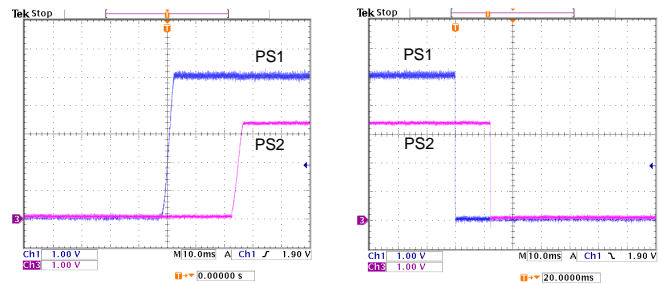 Tek Stop
T
T
PS1
PS2
3
Ch1 1.00 V
Ch3 1.00 V
M 10.0ms A Ch1 ƒ 1.90 V
T→▼ 0.00000 s
Tek Stop
T
T
PS1
PS2
3
Ch1 1.00 V
Ch3 1.00 V
M 10.0ms A Ch1 1.90 V
T→▼ 20.0000ms